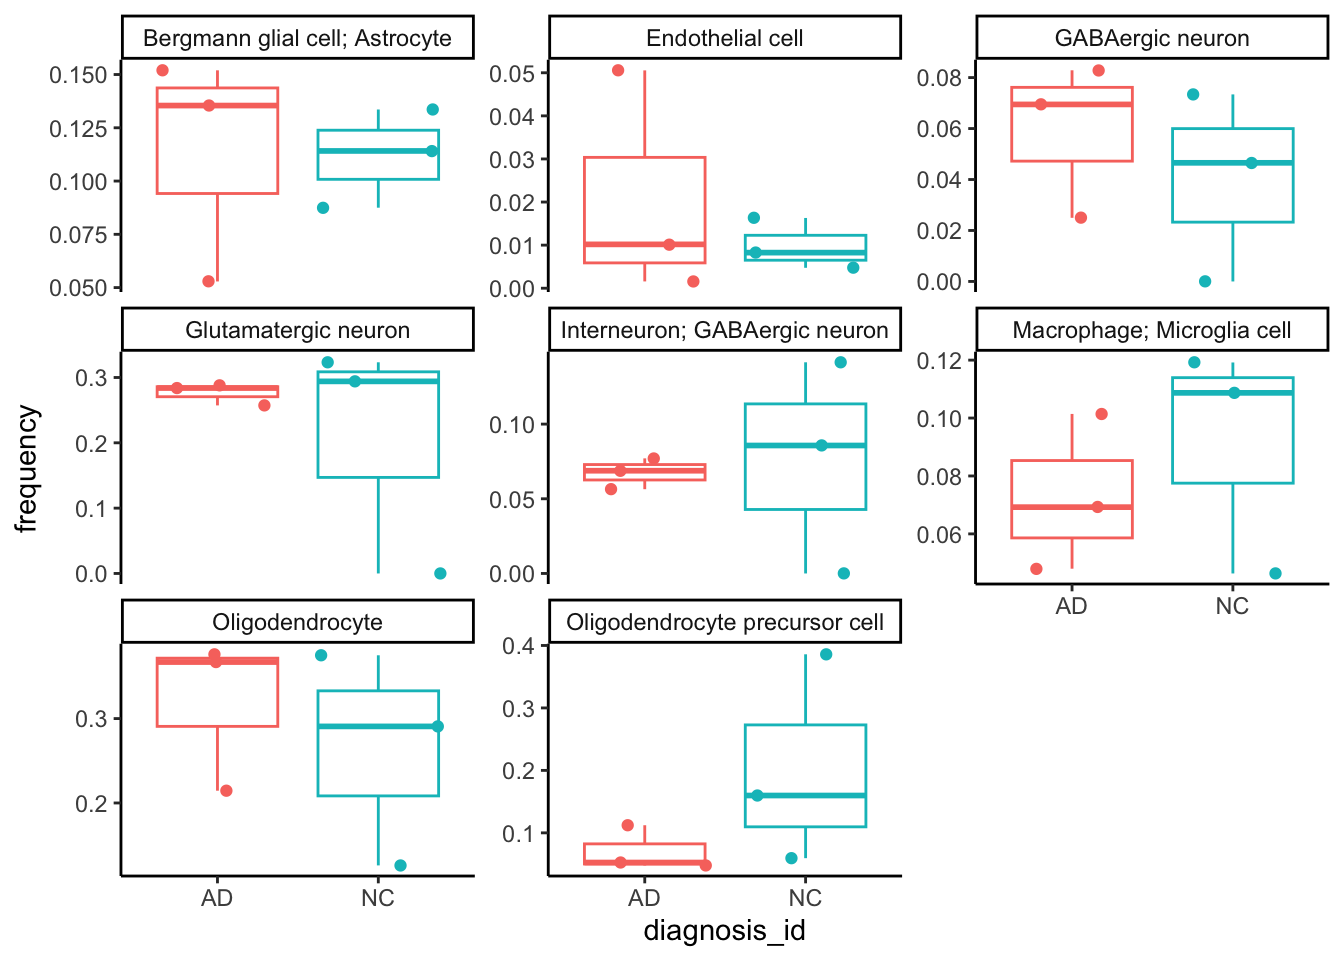 Bergmann glial cell; Astrocyte
Endothelial cell
GABAergic neuron
0.150
0.125
0.100
0.075
0.050
0.05
0.04
0.03
0.02
0.01
0.00
0.08
0.06
0.04
0.02
0.00
Glutamatergic neuron
Interneuron; GABAergic neuron
Macrophage; Microglia cell
0.3
0.2
0.1
0.0
0.10
0.05
0.00
0.12
0.10
0.08
0.06
AD
NC
Oligodendrocyte
Oligodendrocyte precursor cell
0.3
0.2
0.4
0.3
0.2
0.1
AD
NC
AD
NC
frequency
diagnosis_id